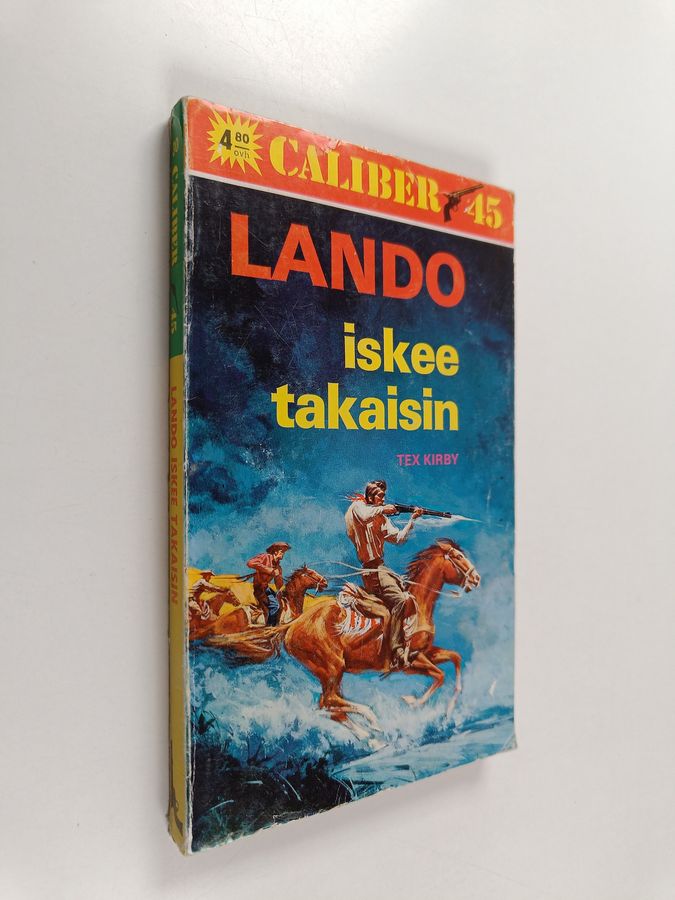 4 80
ovh
CALIBER 45
LANDO
iskee
takaisin
TEX KIRBY
CALIBER 45
LANDO ISKEE TAKAISIN